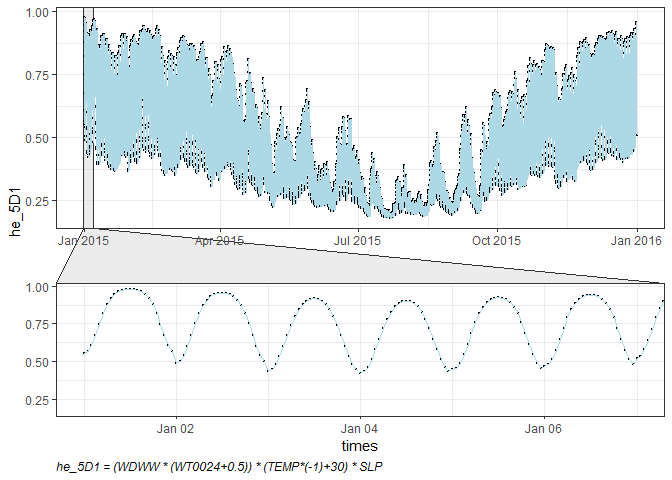 1.00
0.75
0.50
0.25
he_5D1
Jan 2015
Apr 2015
Jul 2015
Oct 2015
Jan 2016
1.00
0.75
0.50
0.25
Jan 02
Jan 04
Jan 06
times
he_5D1 = (WDWW * (WT0024+0.5)) * (TEMP*(-1)+30) * SLP